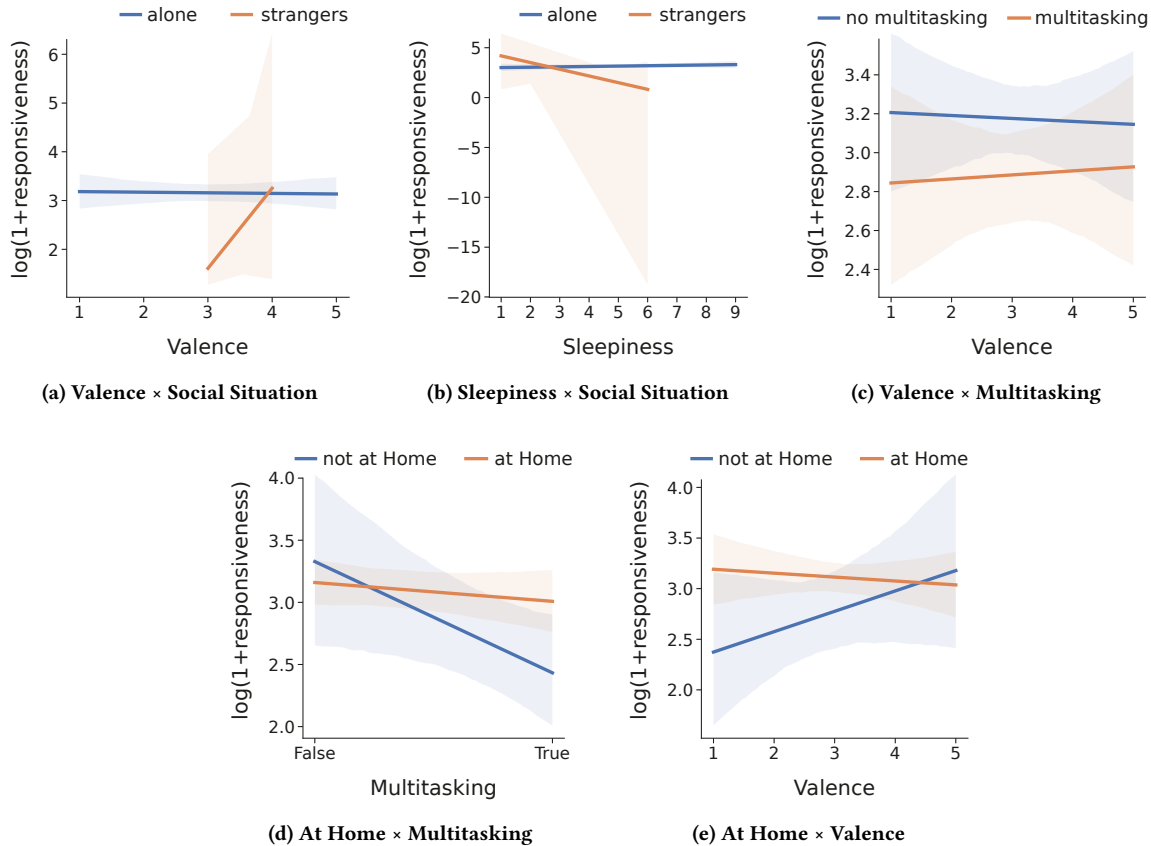 alone strangers
log(1+responsiveness)
6
5
4
3
2
1 2 3 4 5
Valence
(a) Valence × Social Situation
alone strangers
log(1+responsiveness)
5
0
−5
−10
−15
−20
1 2 3 4 5 6 7 8 9
Sleepiness
(b) Sleepiness × Social Situation
no multitasking multitasking
log(1+responsiveness)
3.4
3.2
3.0
2.8
2.6
2.4
1 2 3 4 5
Valence
(c) Valence × Multitasking
not at Home at Home
log(1+responsiveness)
4.0
3.5
3.0
2.5
2.0
False True
Multitasking
(d) At Home × Multitasking
not at Home at Home
log(1+responsiveness)
4.0
3.5
3.0
2.5
2.0
1 2 3 4 5
Valence
(e) At Home × Valence